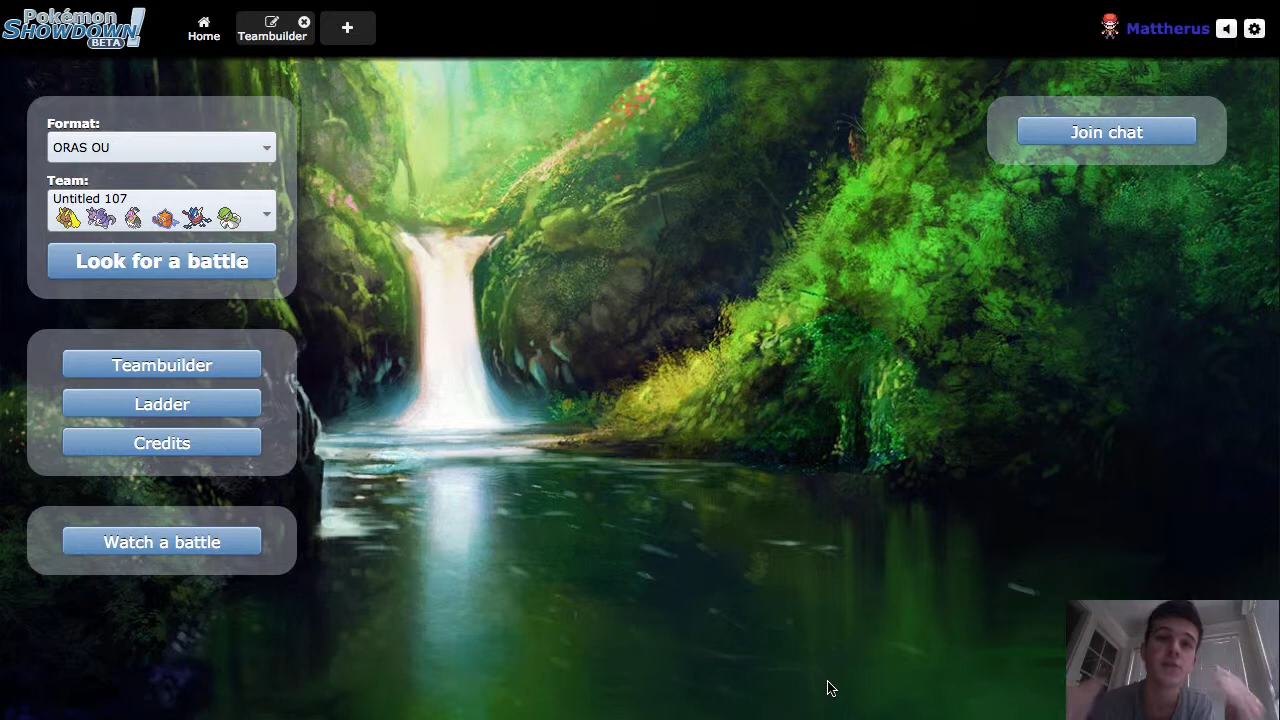 Pokémon
SHOWDOWN!
BETA
Home
Teambuilder
+
Mattherus
Format:
ORAS OU
Team:
Untitled 107
Look for a battle
Teambuilder
Ladder
Credits
Watch a battle
Join chat